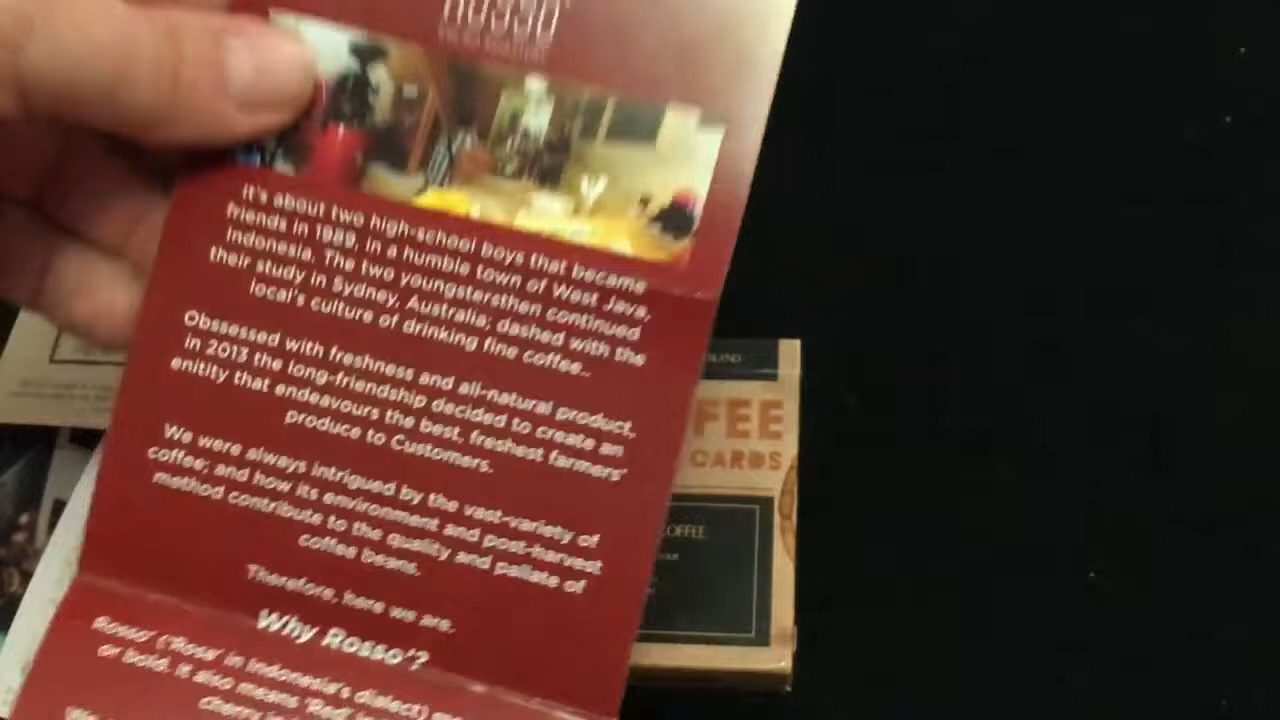 It's about two high-school boys that became
friends in 1989, in a humble town of West Java,
Indonesia. The two youngstersthen continued
their study in Sydney, Australia; dashed with the
local's culture of drinking fine coffee..
Obssessed with freshness and all-natural product,
in 2013 the long-friendship decided to create an
enitity that endeavours the best, freshest farmers'
produce to Customers.
We were always intrigued by the vast-variety of
coffee; and how its environment and post-harvest
method contribute to the quality and pallate of
coffee beans.
Therefore, here we are.
Why Rosso'?
Rosso' ('Rosa' in Indonesia's dialect)
or bold. It also means 'Red'
cherry
BLEND
FEE
CARDS
COFFEE